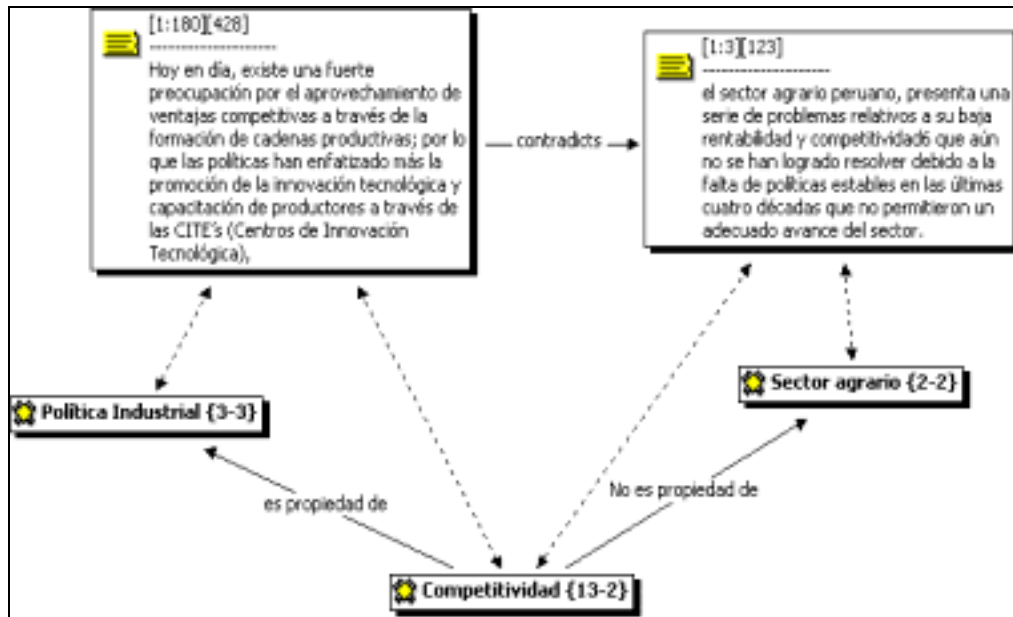 [1:180][428]
--------------------
Hoy en día, existe una fuerte
preocupación por el aprovechamiento de
ventajas competitivas a través de la
formación de cadenas productivas; por lo
que las políticas han enfatizado más la
promoción de la innovación tecnológica y
capacitación de productores a través de
las CITE's (Centros de Innovación
Tecnológica),
contradicts
[1:3][123]
--------------------
el sector agrario peruano, presenta una
serie de problemas relativos a su baja
rentabilidad y competitividad6 que aún
no se han logrado resolver debido a la
falta de políticas estables en las últimas
cuatro décadas que no permitieron un
adecuado avance del sector.
Política Industrial {3-3}
Sector agrario {2-2}
es propiedad de
No es propiedad de
Competitividad {13-2}